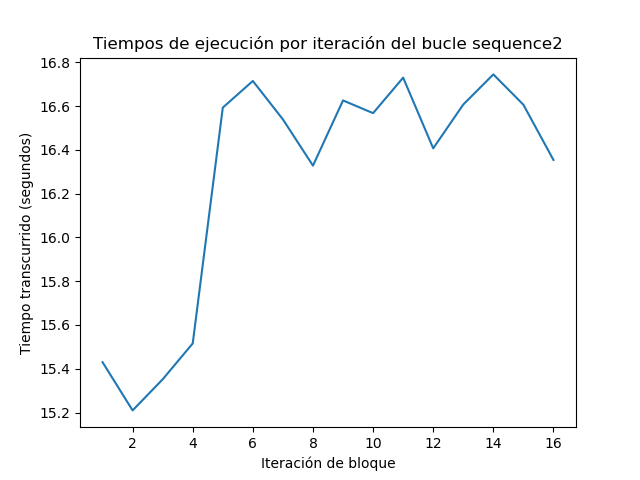 Tiempos de ejecución por iteración del bucle sequence2
Tiempo transcurrido (segundos)
16.8
16.6
16.4
16.2
16.0
15.8
15.6
15.4
15.2
2 4 6 8 10 12 14 16
Iteración de bloque